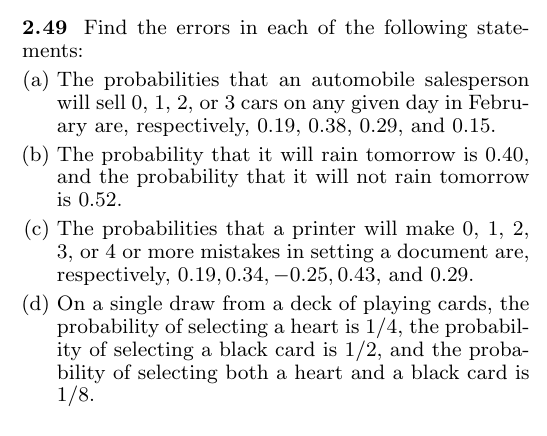 2.49 Find the errors in each of the following state-
ments:
(a) The probabilities that an automobile salesperson
will sell 0, 1, 2, or 3 cars on any given day in Febru-
ary are, respectively, 0.19, 0.38, 0.29, and 0.15.
(b) The probability that it will rain tomorrow is 0.40,
and the probability that it will not rain tomorrow
is 0.52.
(c) The probabilities that a printer will make 0, 1, 2,
3, or 4 or more mistakes in setting a document are,
respectively, 0.19, 0.34, −0.25, 0.43, and 0.29.
(d) On a single draw from a deck of playing cards, the
probability of selecting a heart is 1/4, the probabil-
ity of selecting a black card is 1/2, and the proba-
bility of selecting both a heart and a black card is
1/8.